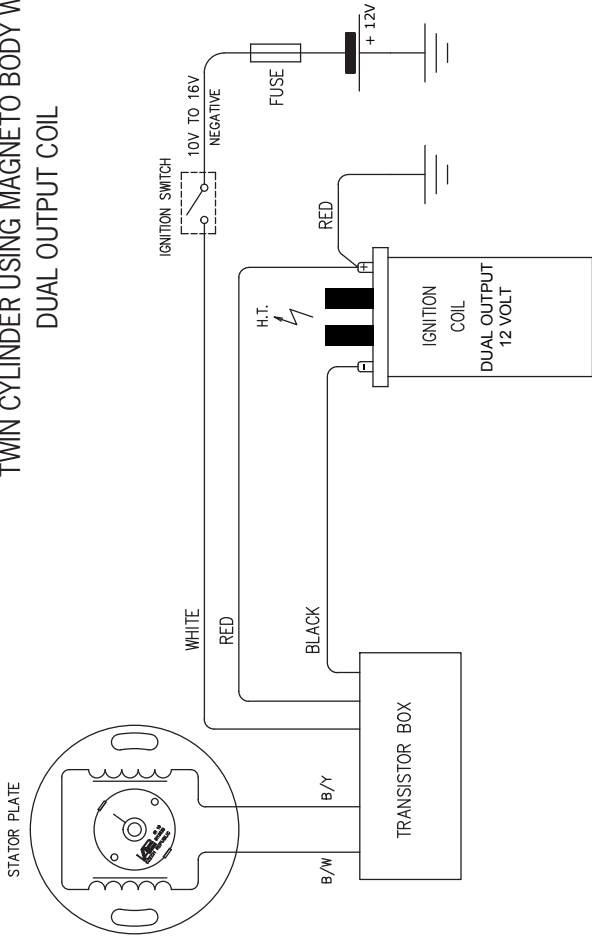 TWIN CYLINDER USING MAGNETO BODY
DUAL OUTPUT COIL
STATOR PLATE
IGNITION SWITCH
10V TO 16V
NEGATIVE
FUSE
+ 12V
WHITE
RED
BLACK
B/Y
B/W
TRANSISTOR BOX
H.T.
RED
-
+
IGNITION
COIL
DUAL OUTPUT
12 VOLT